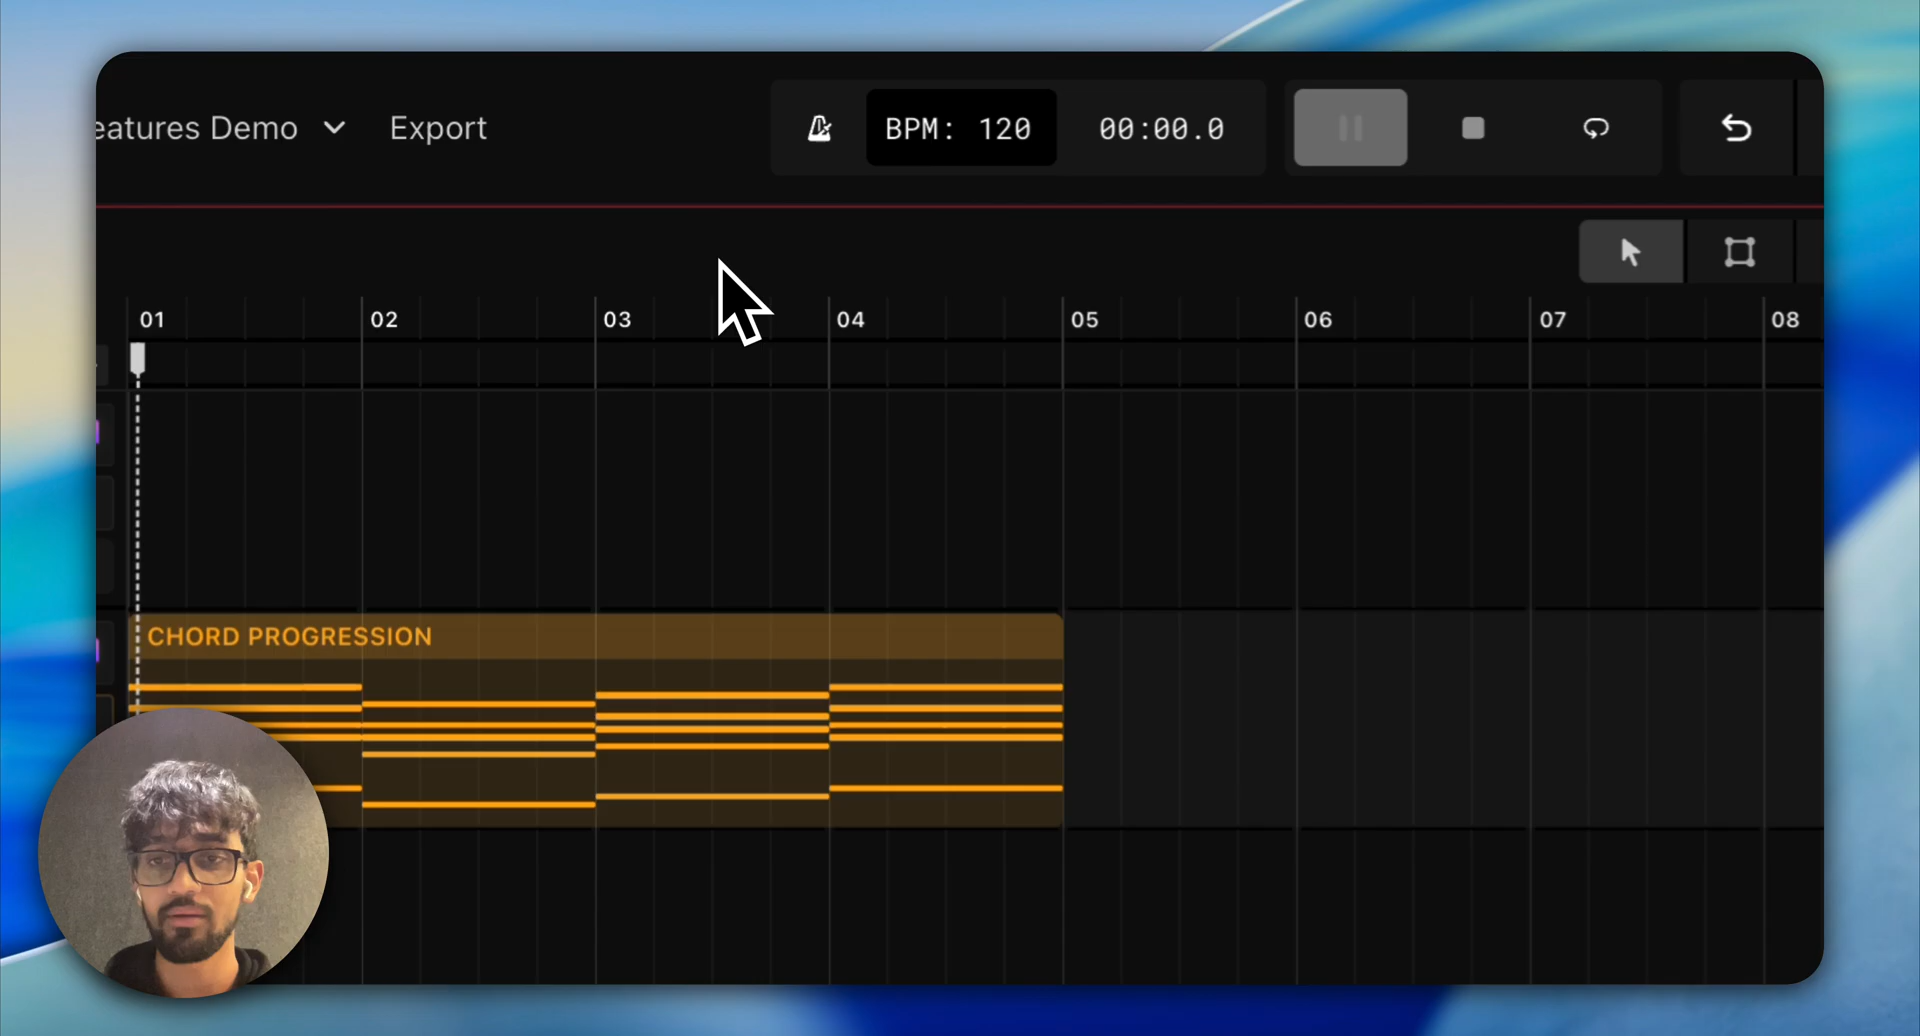 eatures Demo Export BPM: 120 00:00.0
01 02 03 04 05 06 07 08
CHORD PROGRESSION